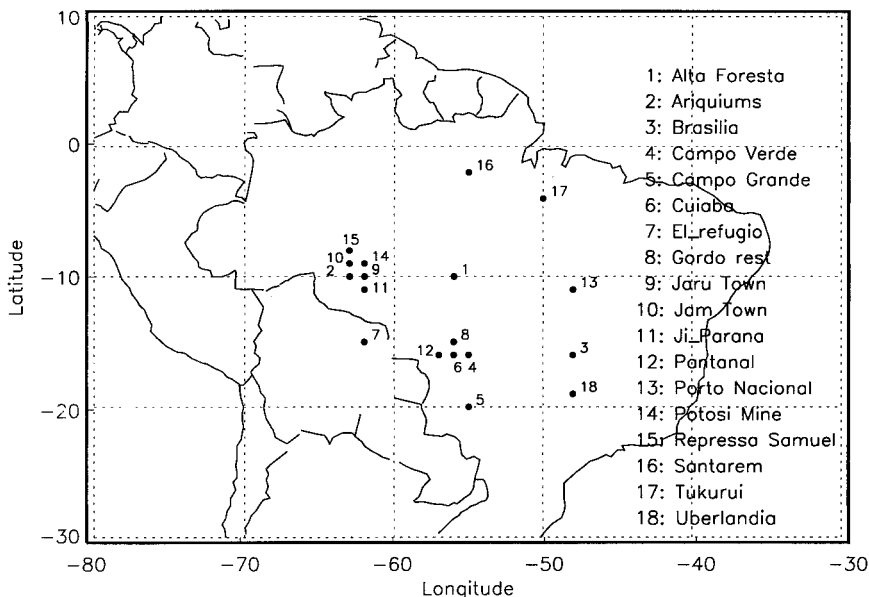 10
0
−10
−20
−30
Latitude
−80
−70
−60
−50
−40
−30
Longitude
16
17
15
10
14
2
9
11
1
13
7
8
12
6
4
3
18
5
1: Alta Foresta
2: Ariquiums
3: Brasilia
4: Campo Verde
5: Campo Grande
6: Cuiaba
7: El_refugio
8: Gordo rest
9: Jaru Town
10: Jam Town
11: Ji_Parana
12: Pantanal
13: Porto Nacional
14: Potosi Mine
15: Repressa Samuel
16: Santarem
17: Tukurui
18: Uberlandia